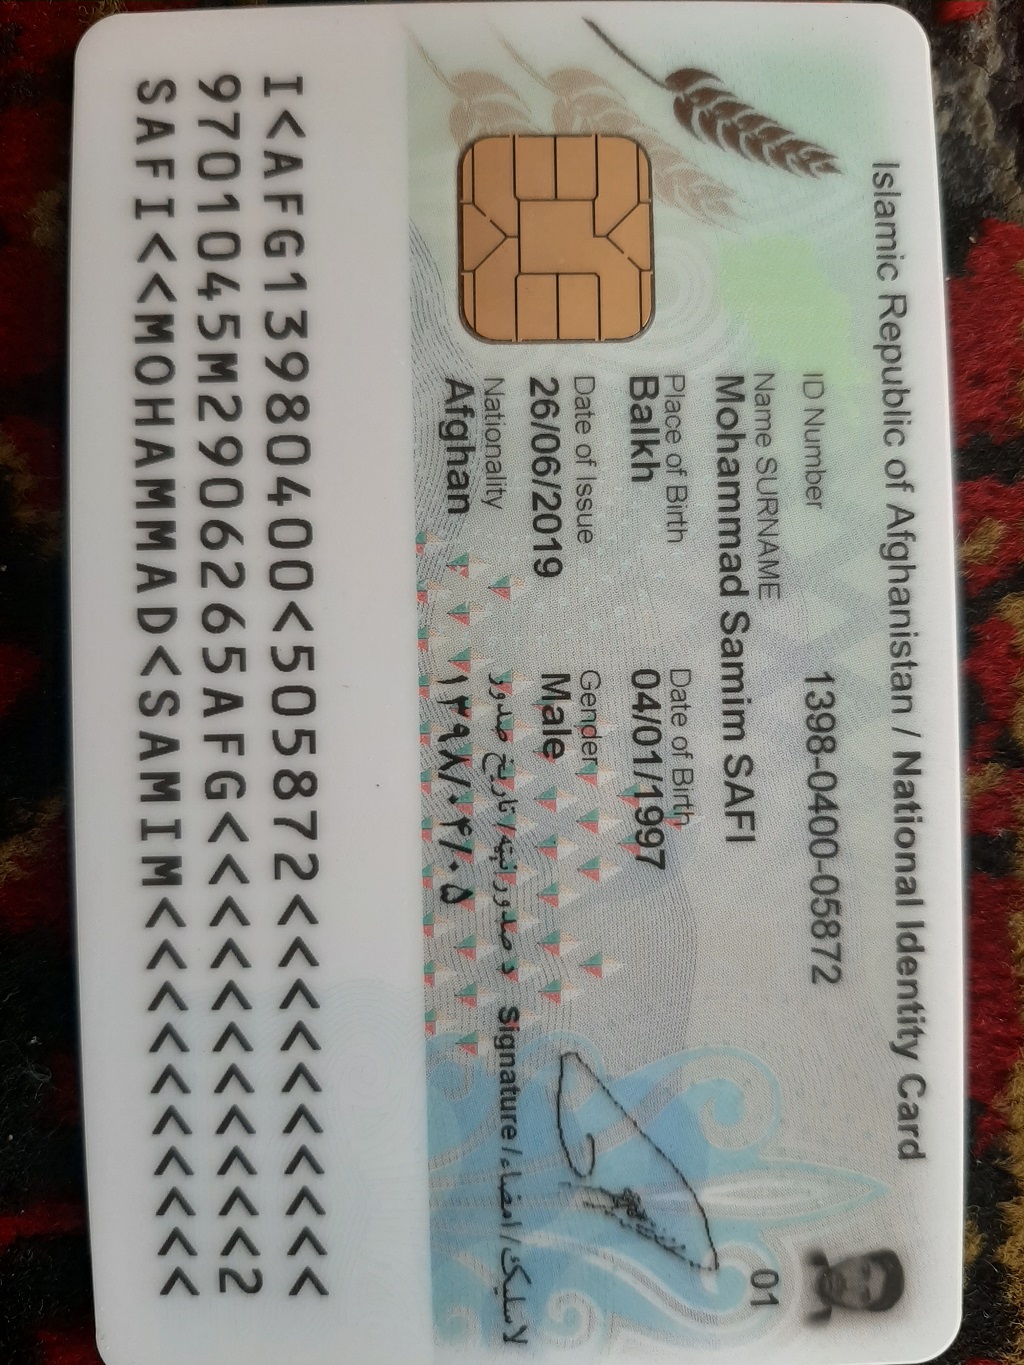 Islamic Republic of Afghanistan / National Identity Card
ID Number 1398-0400-05872
Name SURNAME
Mohammad Samim SAFI
Place of Birth Date of Birth
Balkh 04/01/1997
Date of Issue Gender
26/06/2019 Male
Nationality د صدور نېټه / تاریخ صدور Signature / امضاء / لاسلیک
Afghan ۱۳۹۸/۰۴/۰۵
01
I<AFG13980400<505872<<<<<<<<<<
9701045M2906265AFG<<<<<<<<<<<2
SAFI<<MOHAMMAD<SAMIM<<<<<<<<<<